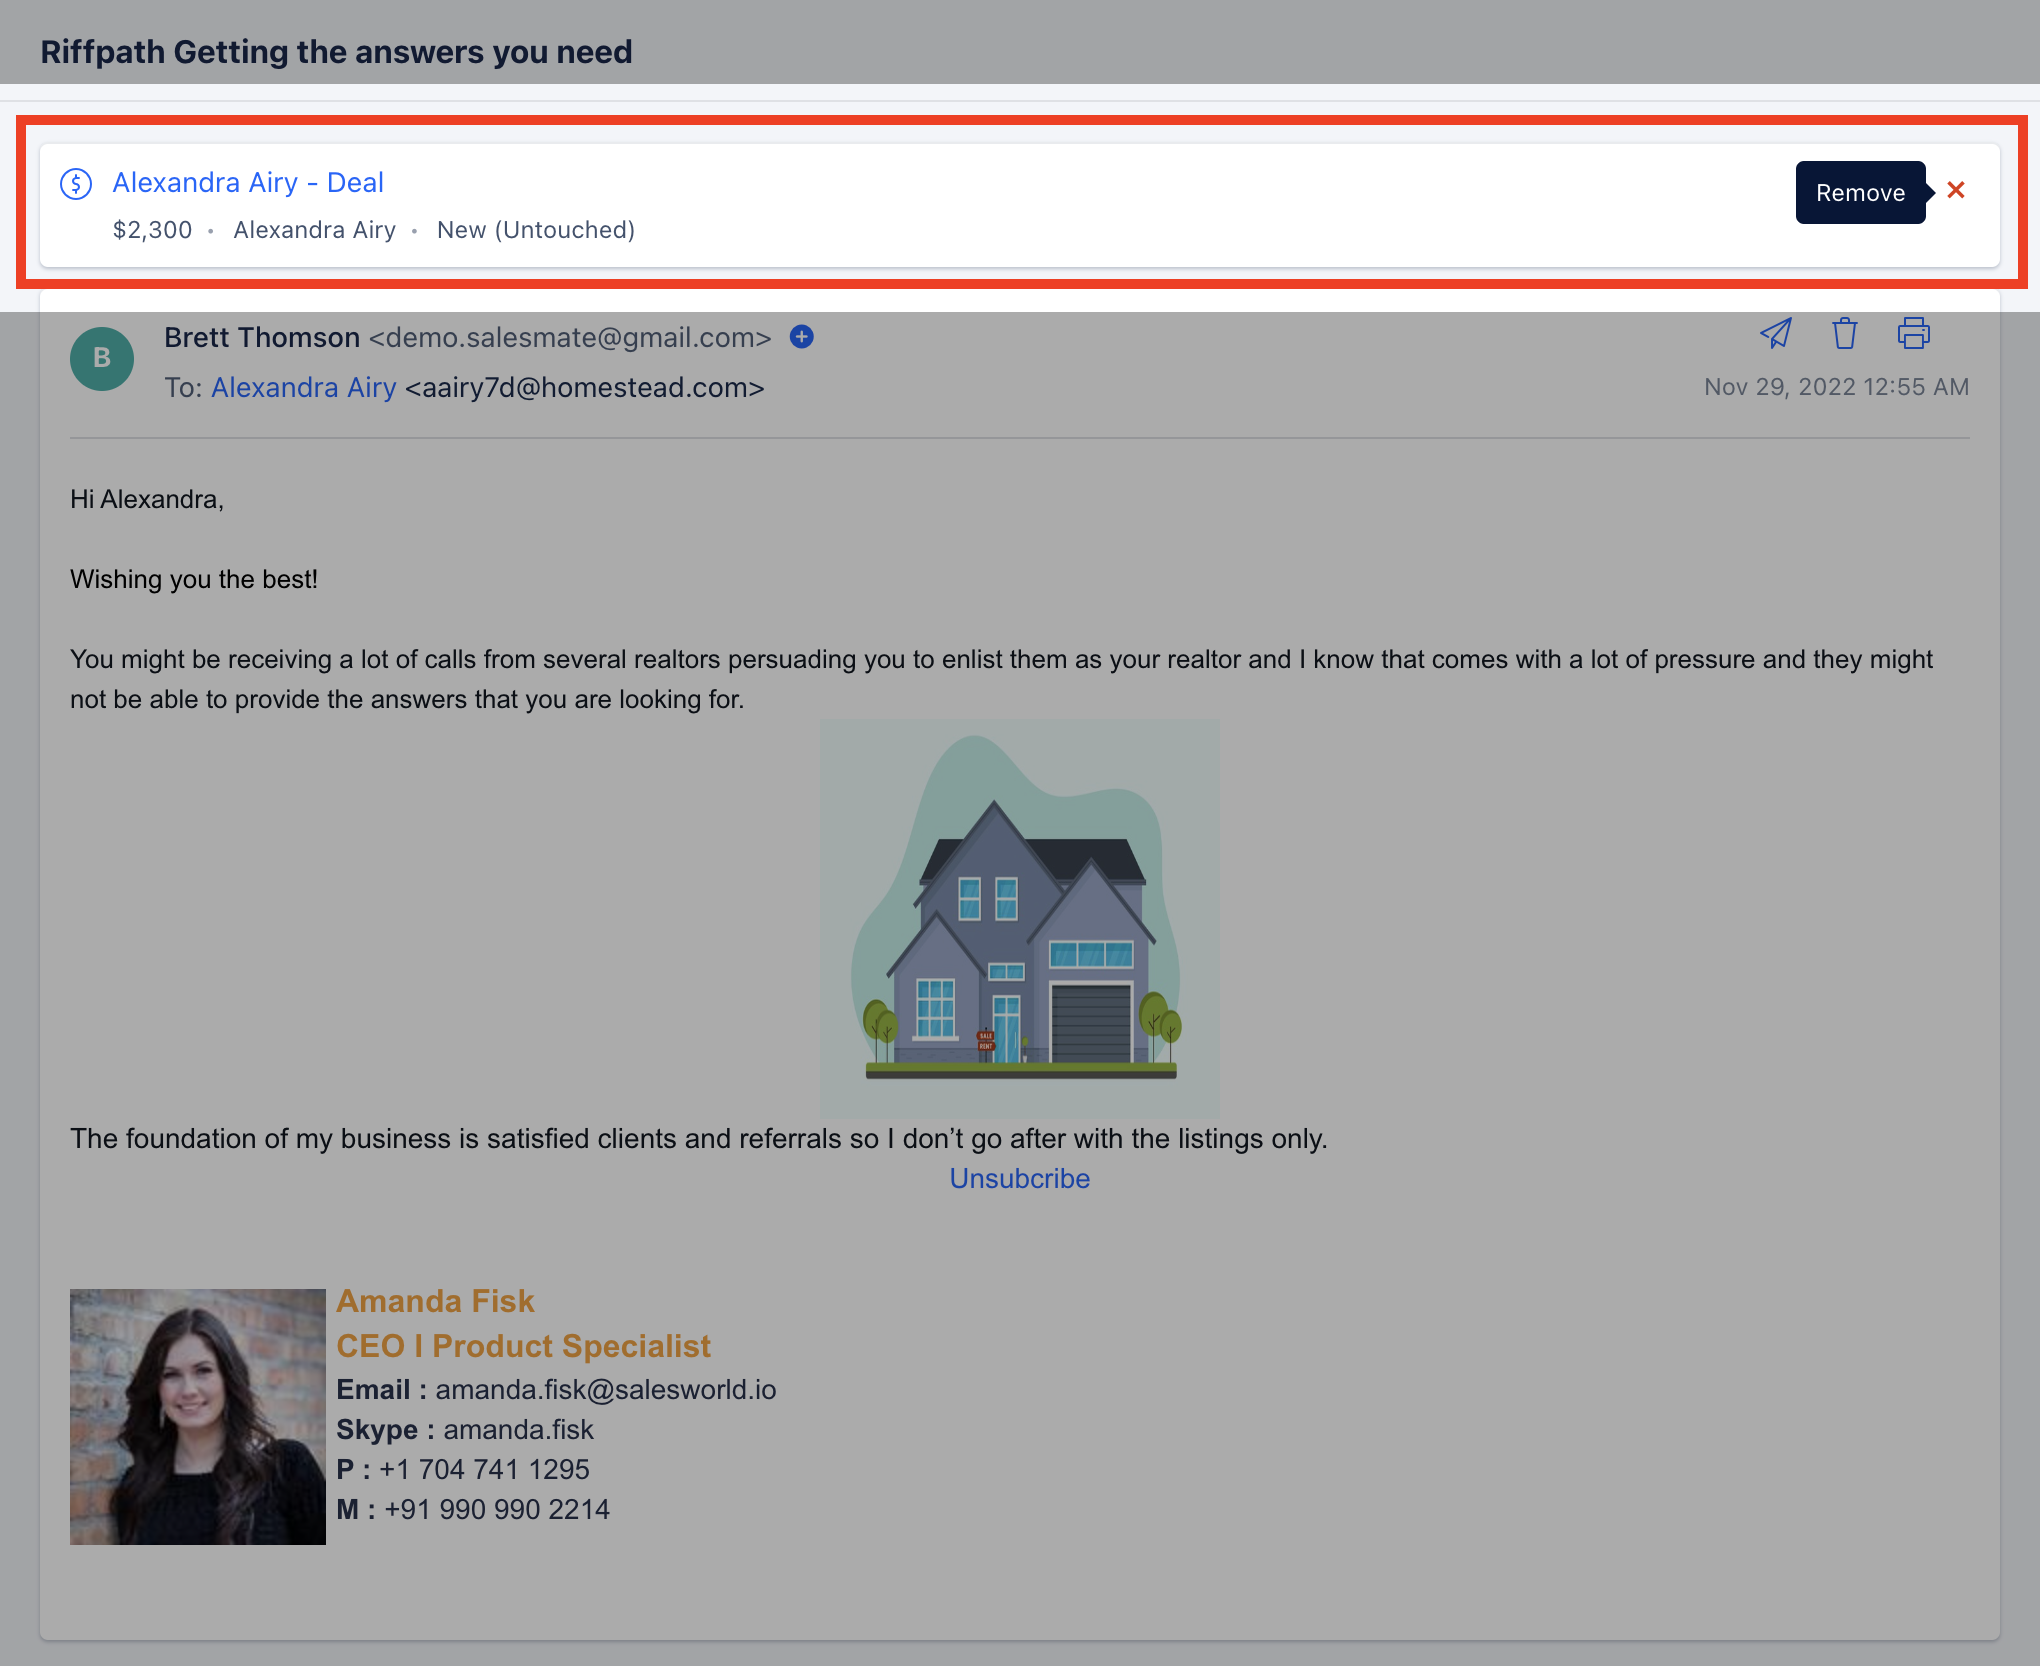 Riffpath Getting the answers you need
Alexandra Airy - Deal
$2,300 • Alexandra Airy • New (Untouched)
Remove
B
Brett Thomson <demo.salesmate@gmail.com>
To: Alexandra Airy <aairy7d@homestead.com>
Nov 29, 2022 12:55 AM
Hi Alexandra,
Wishing you the best!
You might be receiving a lot of calls from several realtors persuading you to enlist them as your realtor and I know that comes with a lot of pressure and they might
not be able to provide the answers that you are looking for.
SALE
RENT
The foundation of my business is satisfied clients and referrals so I don’t go after with the listings only.
Unsubcribe
Amanda Fisk
CEO I Product Specialist
Email : amanda.fisk@salesworld.io
Skype : amanda.fisk
P : +1 704 741 1295
M : +91 990 990 2214